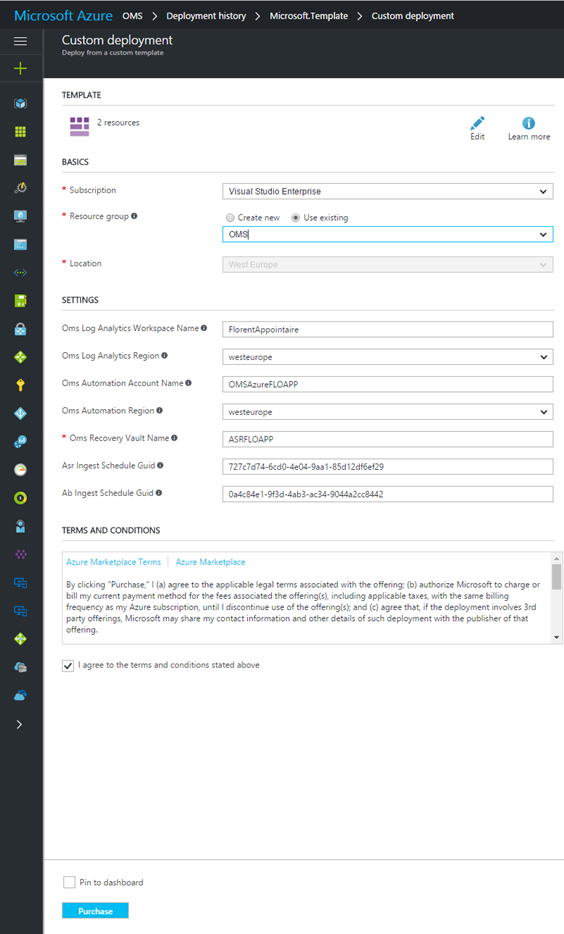 Microsoft Azure OMS > Deployment history > Microsoft.Template > Custom deployment
Custom deployment
Deploy from a custom template
TEMPLATE
2 resources
Edit
Learn more
BASICS
* Subscription
Visual Studio Enterprise
* Resource group
Create new
Use existing
OMS
* Location
West Europe
SETTINGS
Oms Log Analytics Workspace Name
FlorentAppointaire
Oms Log Analytics Region
westeurope
Oms Automation Account Name
OMSAzureFLOAPP
Oms Automation Region
westeurope
* Oms Recovery Vault Name
ASRFLOAPP
Asr Ingest Schedule Guid
727c7d74-6cd0-4e04-9aa1-85d12df6ef29
Ab Ingest Schedule Guid
0a4c84e1-9f3d-4ab3-ac34-9044a2cc8442
TERMS AND CONDITIONS
Azure Marketplace Terms | Azure Marketplace
By clicking "Purchase," I (a) agree to the applicable legal terms associated with the offering; (b) authorize Microsoft to charge or
bill my current payment method for the fees associated the offering(s), including applicable taxes, with the same billing
frequency as my Azure subscription, until I discontinue use of the offering(s); and (c) agree that, if the deployment involves 3rd
party offerings, Microsoft may share my contact information and other details of such deployment with the publisher of that
offering.
I agree to the terms and conditions stated above
Pin to dashboard
Purchase